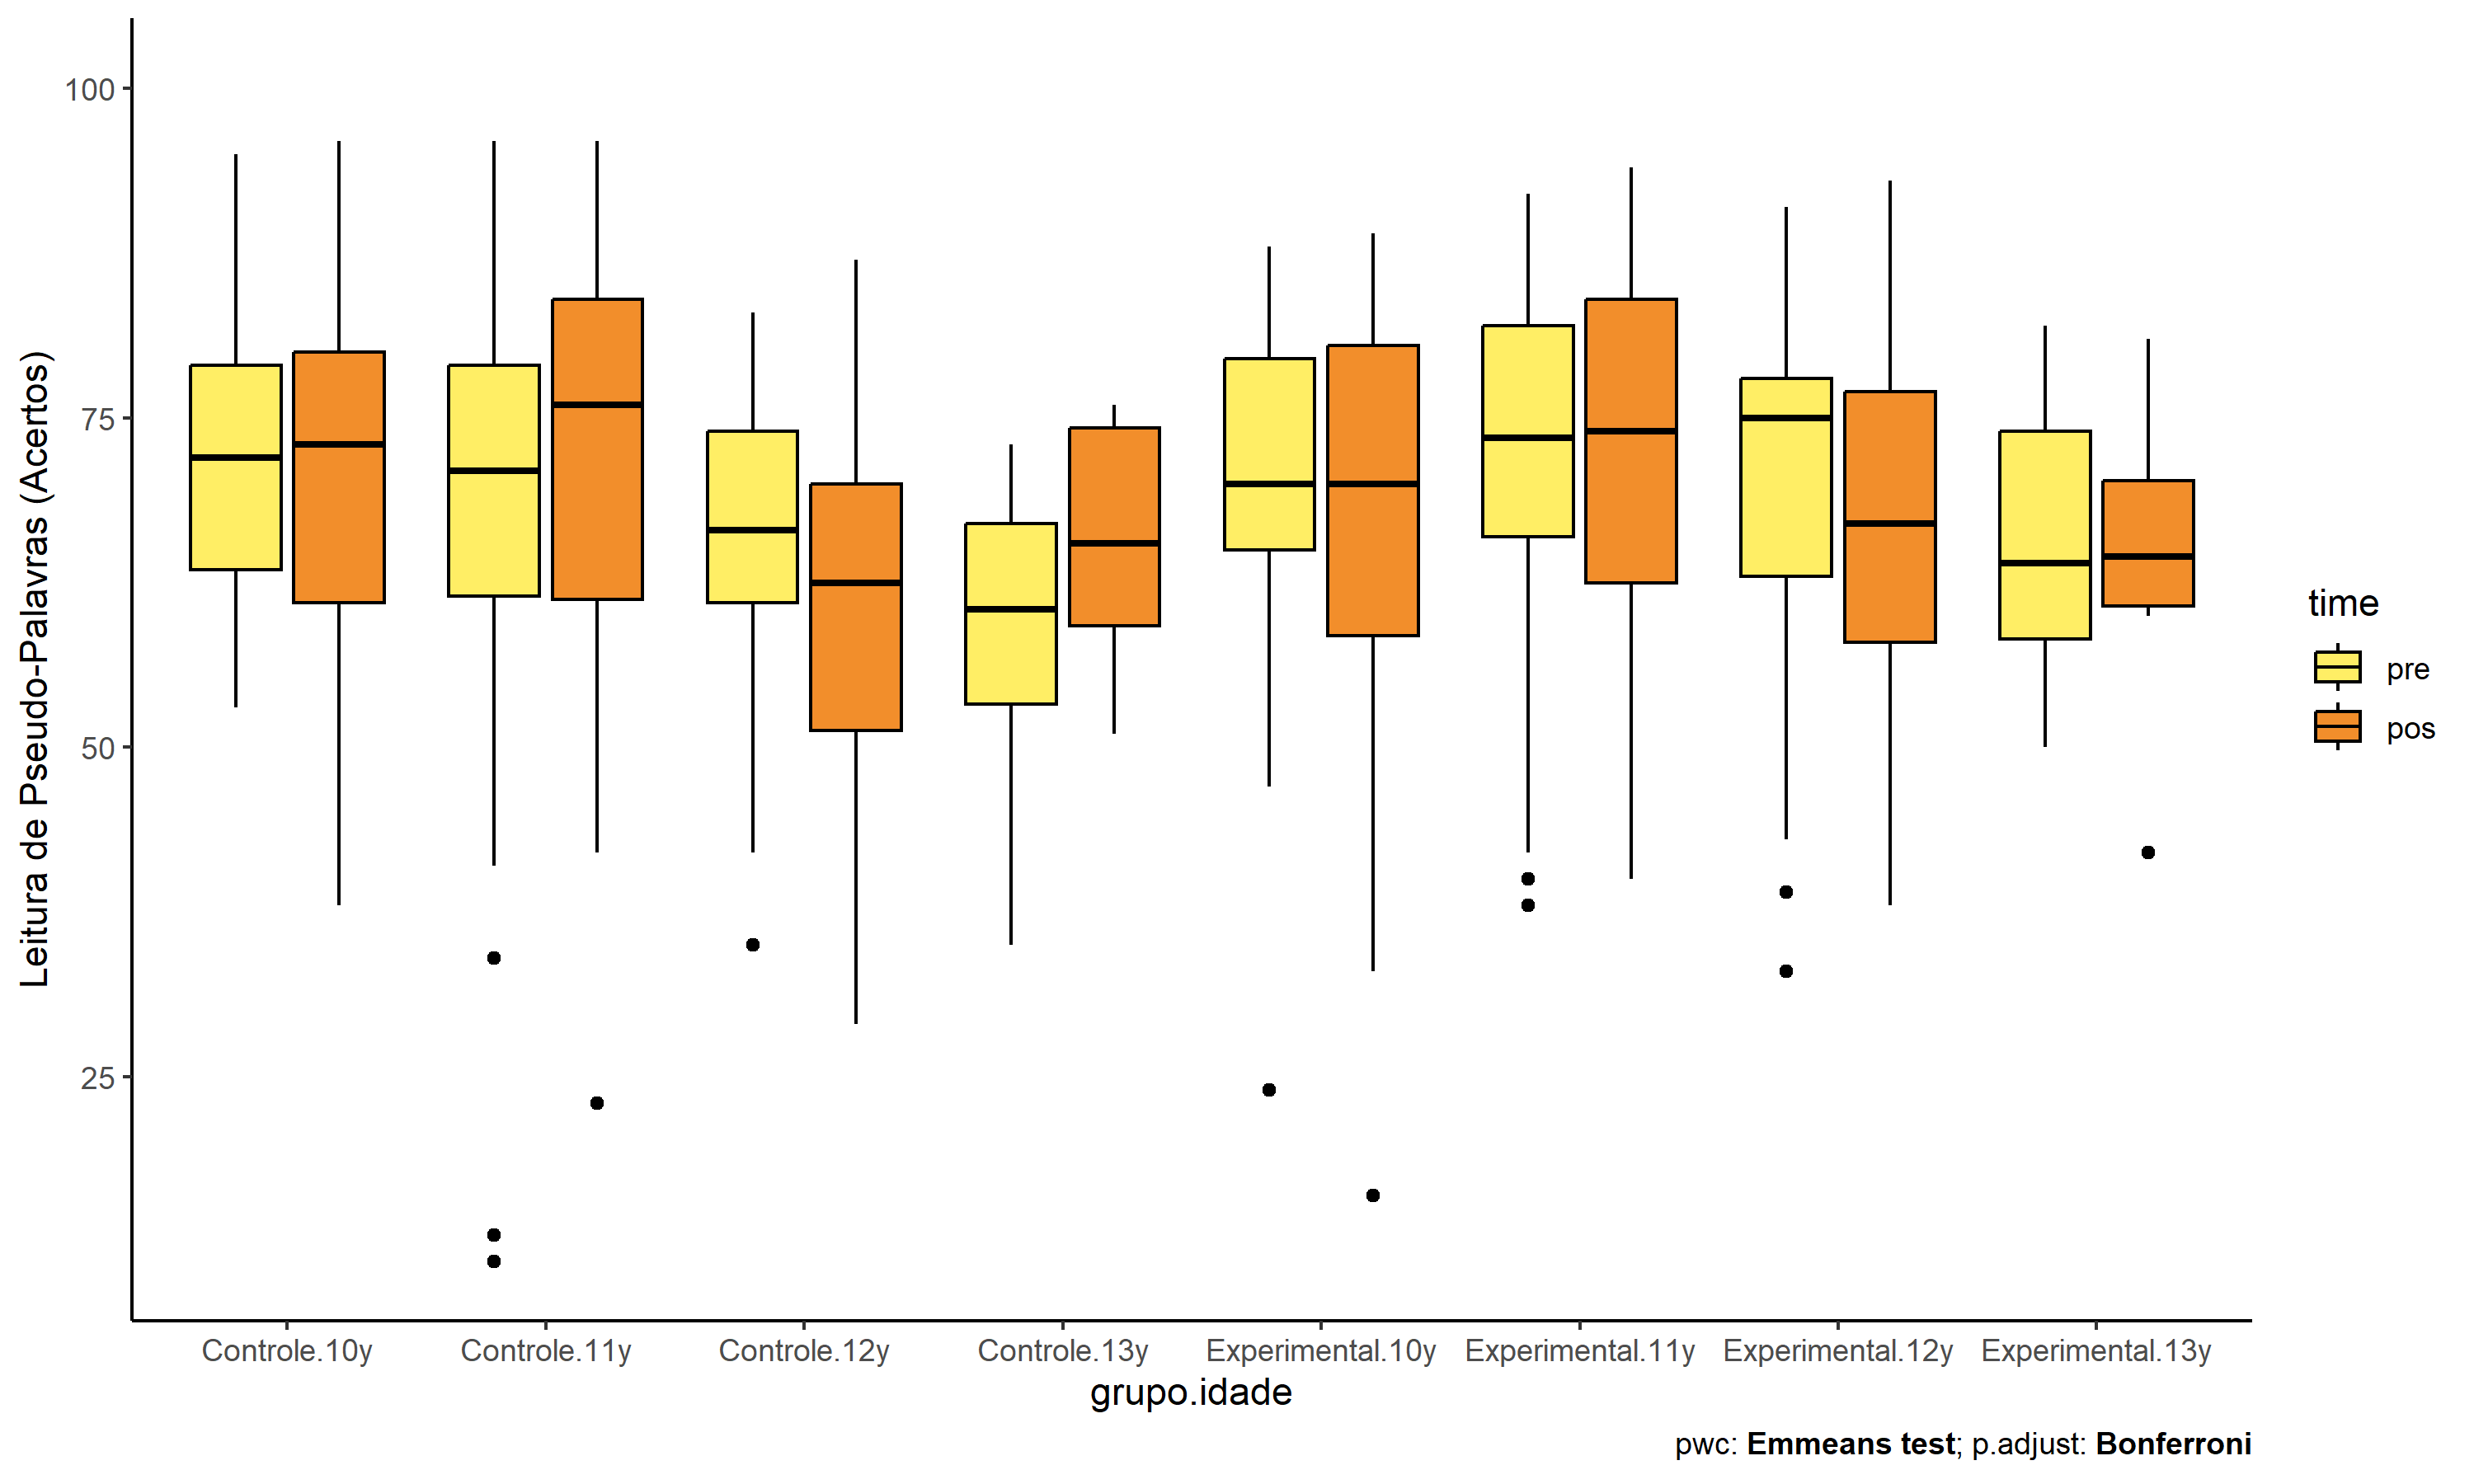 Leitura de Pseudo-Palavras (Acertos)
100
75
50
25
Controle.10y Controle.11y Controle.12y Controle.13y Experimental.10y Experimental.11y Experimental.12y Experimental.13y
grupo.idade
time
pre
pos
pwc: Emmeans test; p.adjust: Bonferroni